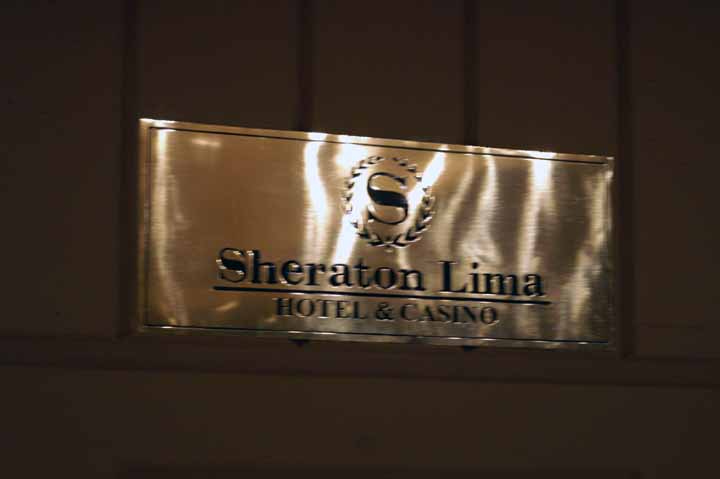 S
Sheraton Lima
HOTEL & CASINO